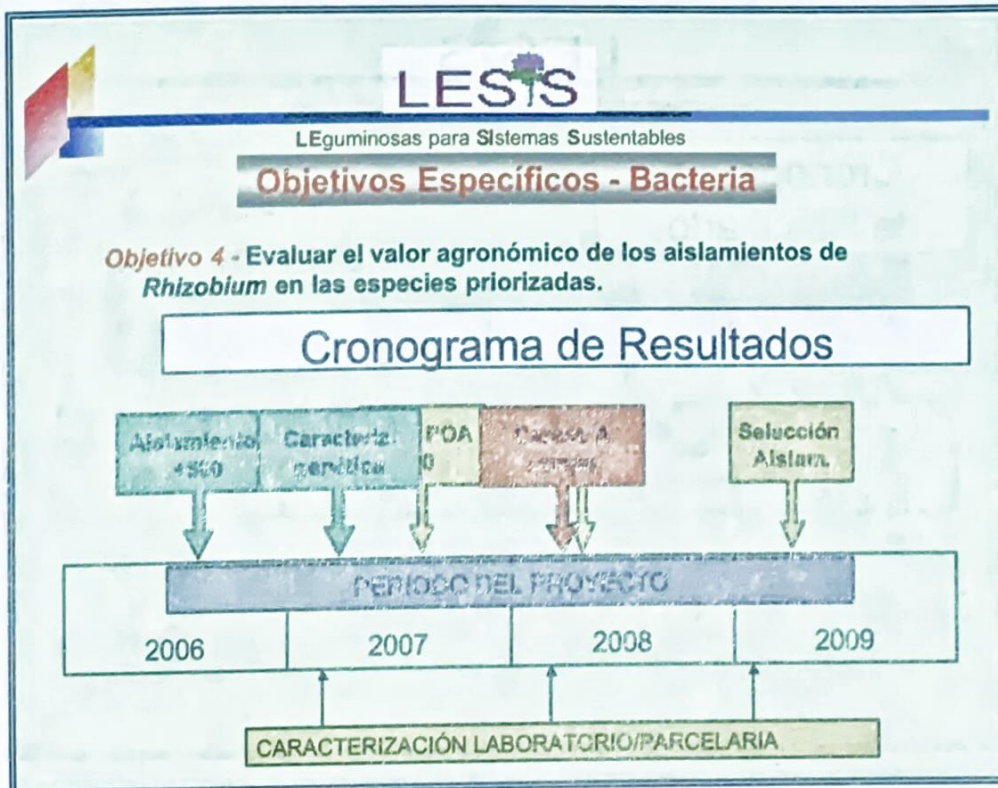 LESIS
LEguminosas para SIstemas Sustentables
Objetivos Específicos - Bacteria
Objetivo 4 - Evaluar el valor agronómico de los aislamientos de
Rhizobium en las especies priorizadas.
Cronograma de Resultados
Aislamiento
Caracteriz.
genética
POA
Selección
Aislam.
PERÍODO DEL PROYECTO
2006
2007
2008
2009
CARACTERIZACIÓN LABORATORIO/PARCELARIA